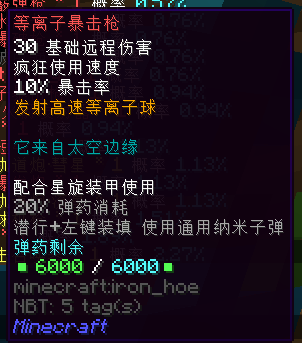 等离子暴击枪
30 基础远程伤害
疯狂使用速度
10% 暴击率
发射高速等离子球
它来自太空边缘
配合星旋装甲使用
20% 弹药消耗
潜行+左键装填 使用通用纳米子弹
弹药剩余
6000 / 6000
minecraft:iron_hoe
NBT: 5 tag(s)
Minecraft